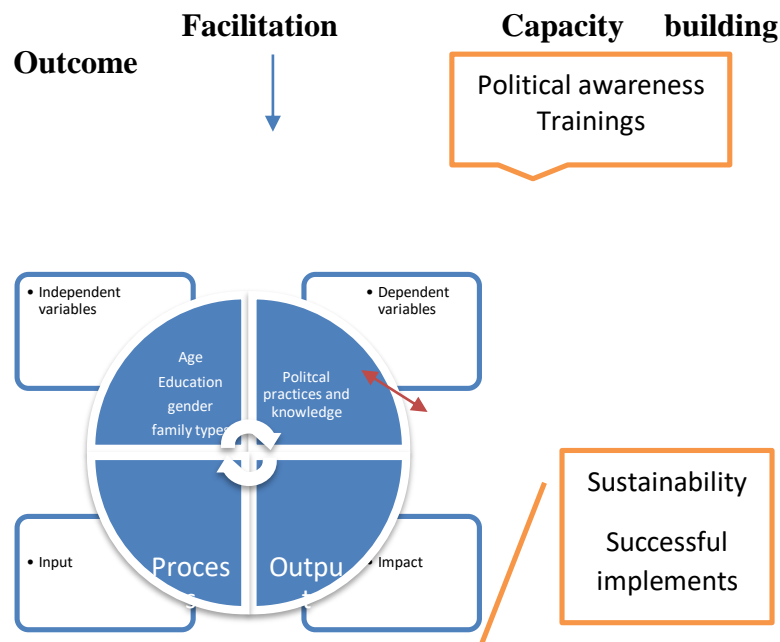 Facilitation Capacity building
Outcome
Political awareness
Trainings
• Independent
variables
• Dependent
variables
Age
Education
gender
family types
Politcal
practices and
knowledge
• Input
Proces
s
Outpu
t
• Impact
Sustainability
Successful
implements